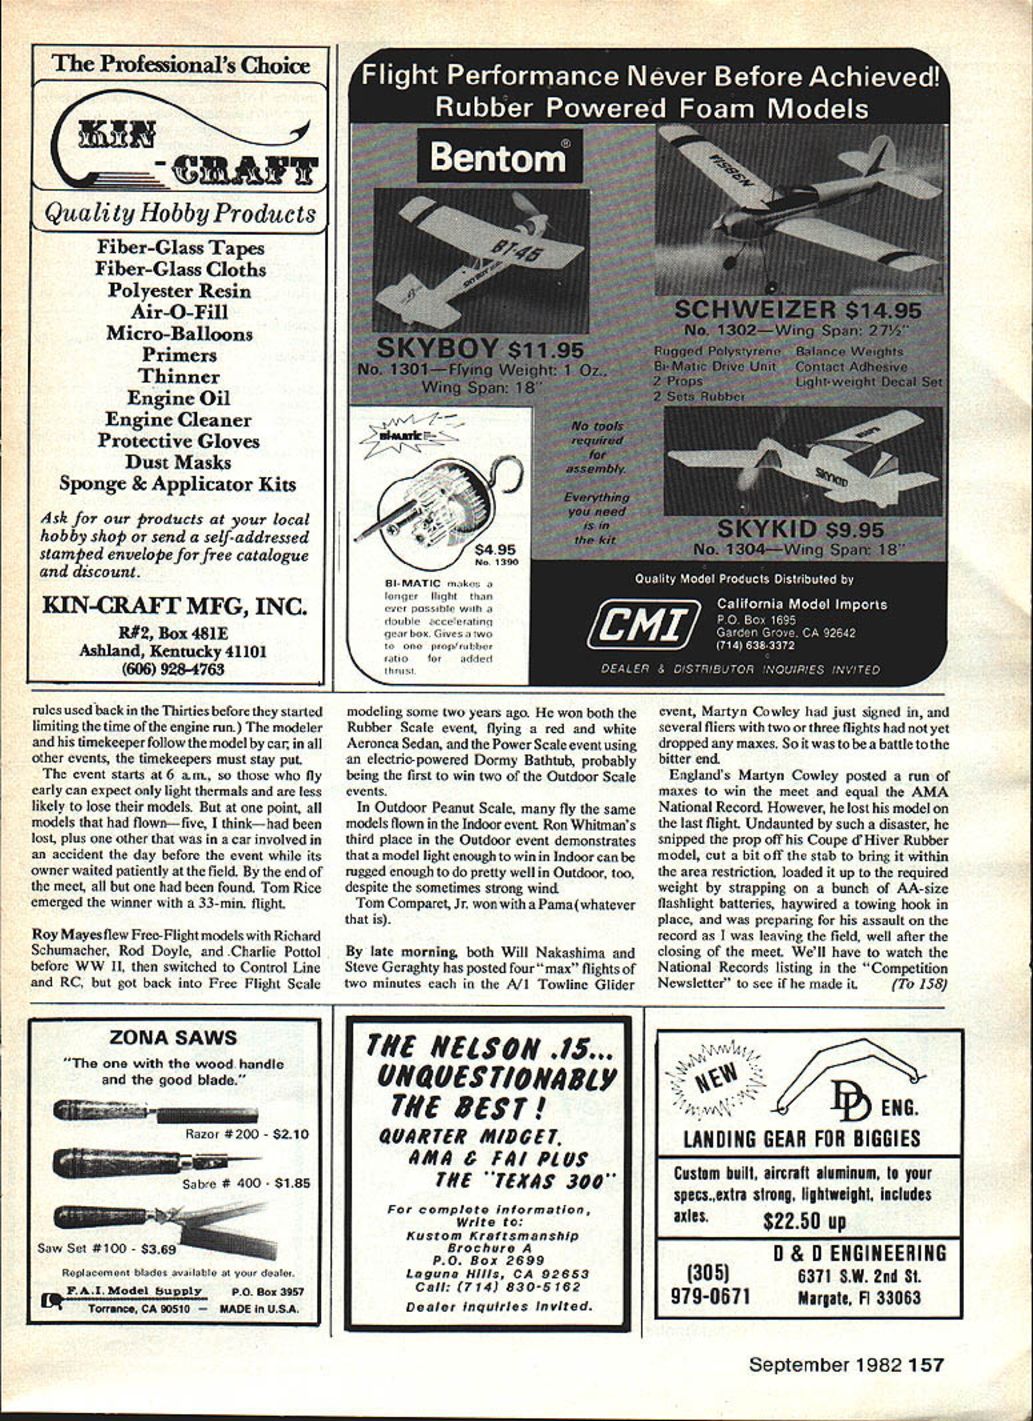 The Professional's Choice
KIN
-CRAFT
Quality Hobby Products
Fiber-Glass Tapes
Fiber-Glass Cloths
Polyester Resin
Air-O-Fill
Micro-Balloons
Primers
Thinner
Engine Oil
Engine Cleaner
Protective Gloves
Dust Masks
Sponge & Applicator Kits
Ask for our products at your local
hobby shop or send a self-addressed
stamped envelope for free catalogue
and discount.
KIN-CRAFT MFG, INC.
R#2, Box 481E
Ashland, Kentucky 41101
(606) 928-4763
Flight Performance Never Before Achieved!
Rubber Powered Foam Models
Bentom®
BT-45
SKYBOY
N3851A
SKYBOY $11.95
No. 1301—Flying Weight: 1 Oz.,
Wing Span: 18"
SCHWEIZER $14.95
No. 1302—Wing Span: 27½"
Rugged Polystyrene
Bi-Matic Drive Unit
2 Props
2 Sets Rubber
Balance Weights
Contact Adhesive
Light-weight Decal Set
BI-MATIC
$4.95
No. 1390
BI-MATIC makes a
longer flight than
ever possible with a
double accelerating
gear box. Gives a two
to one prop/rubber
ratio for added
thrust.
No tools
required
for
assembly.
Everything
you need
is in
the kit
SKYKID
SKYKID $9.95
No. 1304—Wing Span: 18"
Quality Model Products Distributed by
CMI
California Model Imports
P.O. Box 1695
Garden Grove, CA 92642
(714) 638-3372
DEALER & DISTRIBUTOR INQUIRIES INVITED
rules used back in the Thirties before they started
limiting the time of the engine run.) The modeler
and his timekeeper follow the model by car; in all
other events, the timekeepers must stay put.
The event starts at 6 a.m., so those who fly
early can expect only light thermals and are less
likely to lose their models. But at one point, all
models that had flown—five, I think—had been
lost, plus one other that was in a car involved in
an accident the day before the event while its
owner waited patiently at the field. By the end of
the meet, all but one had been found. Tom Rice
emerged the winner with a 33-min. flight.
Roy Mayes flew Free-Flight models with Richard
Schumacher, Rod Doyle, and Charlie Pottol
before WW II, then switched to Control Line
and RC, but got back into Free Flight Scale
modeling some two years ago. He won both the
Rubber Scale event, flying a red and white
Aeronca Sedan, and the Power Scale event using
an electric-powered Dormy Bathtub, probably
being the first to win two of the Outdoor Scale
events.
In Outdoor Peanut Scale, many fly the same
models flown in the Indoor event. Ron Whitman's
third place in the Outdoor event demonstrates
that a model light enough to win in Indoor can be
rugged enough to do pretty well in Outdoor, too,
despite the sometimes strong wind.
Tom Comparet, Jr. won with a Pama (whatever
that is).
By late morning, both Will Nakashima and
Steve Geraghty has posted four "max" flights of
two minutes each in the A/1 Towline Glider
event, Martyn Cowley had just signed in, and
several fliers with two or three flights had not yet
dropped any maxes. So it was to be a battle to the
bitter end.
England's Martyn Cowley posted a run of
maxes to win the meet and equal the AMA
National Record. However, he lost his model on
the last flight. Undaunted by such a disaster, he
snipped the prop off his Coupe d'Hiver Rubber
model, cut a bit off the stab to bring it within
the area restriction, loaded it up to the required
weight by strapping on a bunch of AA-size
flashlight batteries, haywired a towing hook in
place, and was preparing for his assault on the
record as I was leaving the field, well after the
closing of the meet. We'll have to watch the
National Records listing in the "Competition
Newsletter" to see if he made it. (To 158)
ZONA SAWS
"The one with the wood handle
and the good blade."
Razor #200 - $2.10
Sabre # 400 - $1.85
Saw Set #100 - $3.69
Replacement blades available at your dealer.
F.A.I. Model Supply P.O. Box 3957
Torrance, CA 90510 — MADE in U.S.A.
THE NELSON .15...
UNQUESTIONABLY
THE BEST!
QUARTER MIDGET,
AMA & FAI PLUS
THE "TEXAS 300"
For complete information,
Write to:
Kustom Kraftsmanship
Brochure A
P.O. Box 2699
Laguna Hills, CA 92653
Call: (714) 830-5162
Dealer inquiries invited.
NEW
DD ENG.
LANDING GEAR FOR BIGGIES
Custom built, aircraft aluminum, to your
specs.,extra strong, lightweight, includes
axles. $22.50 up
(305)
979-0671
D & D ENGINEERING
6371 S.W. 2nd St.
Margate, Fl 33063
September 1982 157